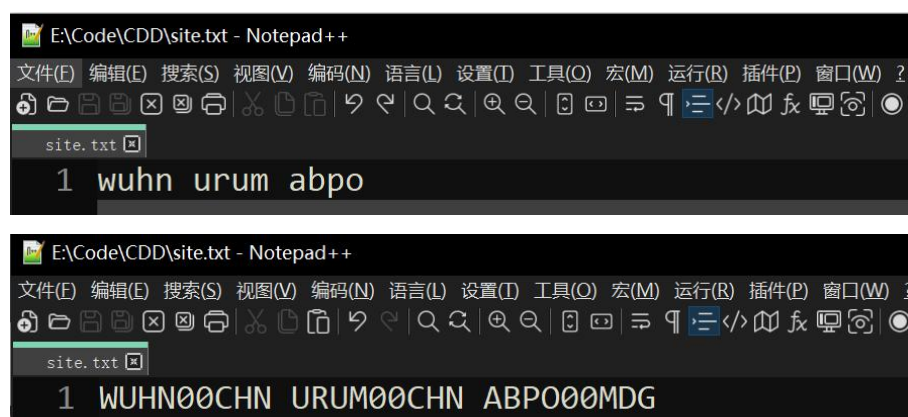 E:\Code\CDD\site.txt - Notepad++
文件(F) 编辑(E) 搜索(S) 视图(V) 编码(N) 语言(L) 设置(T) 工具(O) 宏(M) 运行(R) 插件(P) 窗口(W) ?
site.txt
1 wuhn urum abpo
E:\Code\CDD\site.txt - Notepad++
文件(F) 编辑(E) 搜索(S) 视图(V) 编码(N) 语言(L) 设置(T) 工具(O) 宏(M) 运行(R) 插件(P) 窗口(W)
site.txt
1 WUHN00CHN URUM00CHN ABPO00MDG